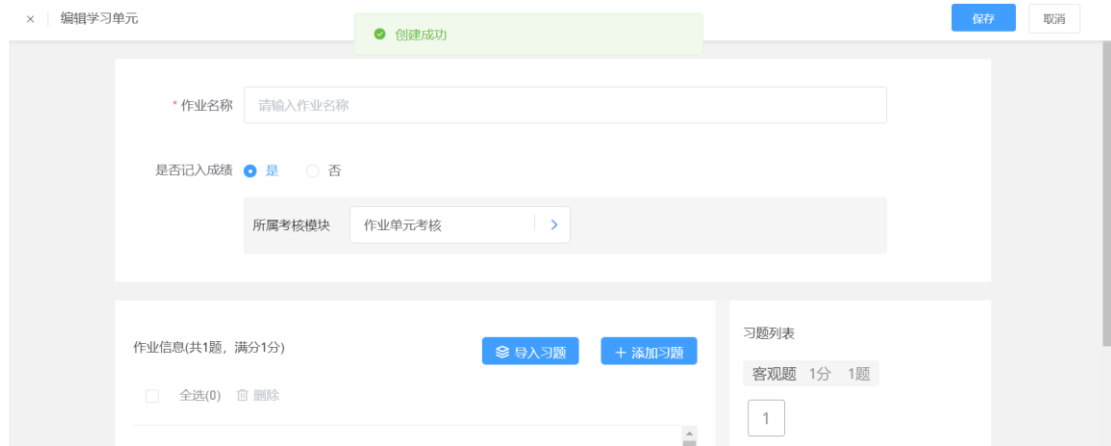 × 编辑学习单元
创建成功
保存 取消
* 作业名称 请输入作业名称
是否记入成绩 是 否
所属考核模块 作业单元考核
作业信息(共1题, 满分1分) 导入习题 + 添加习题
全选(0) 删除
习题列表
客观题 1分 1题
1